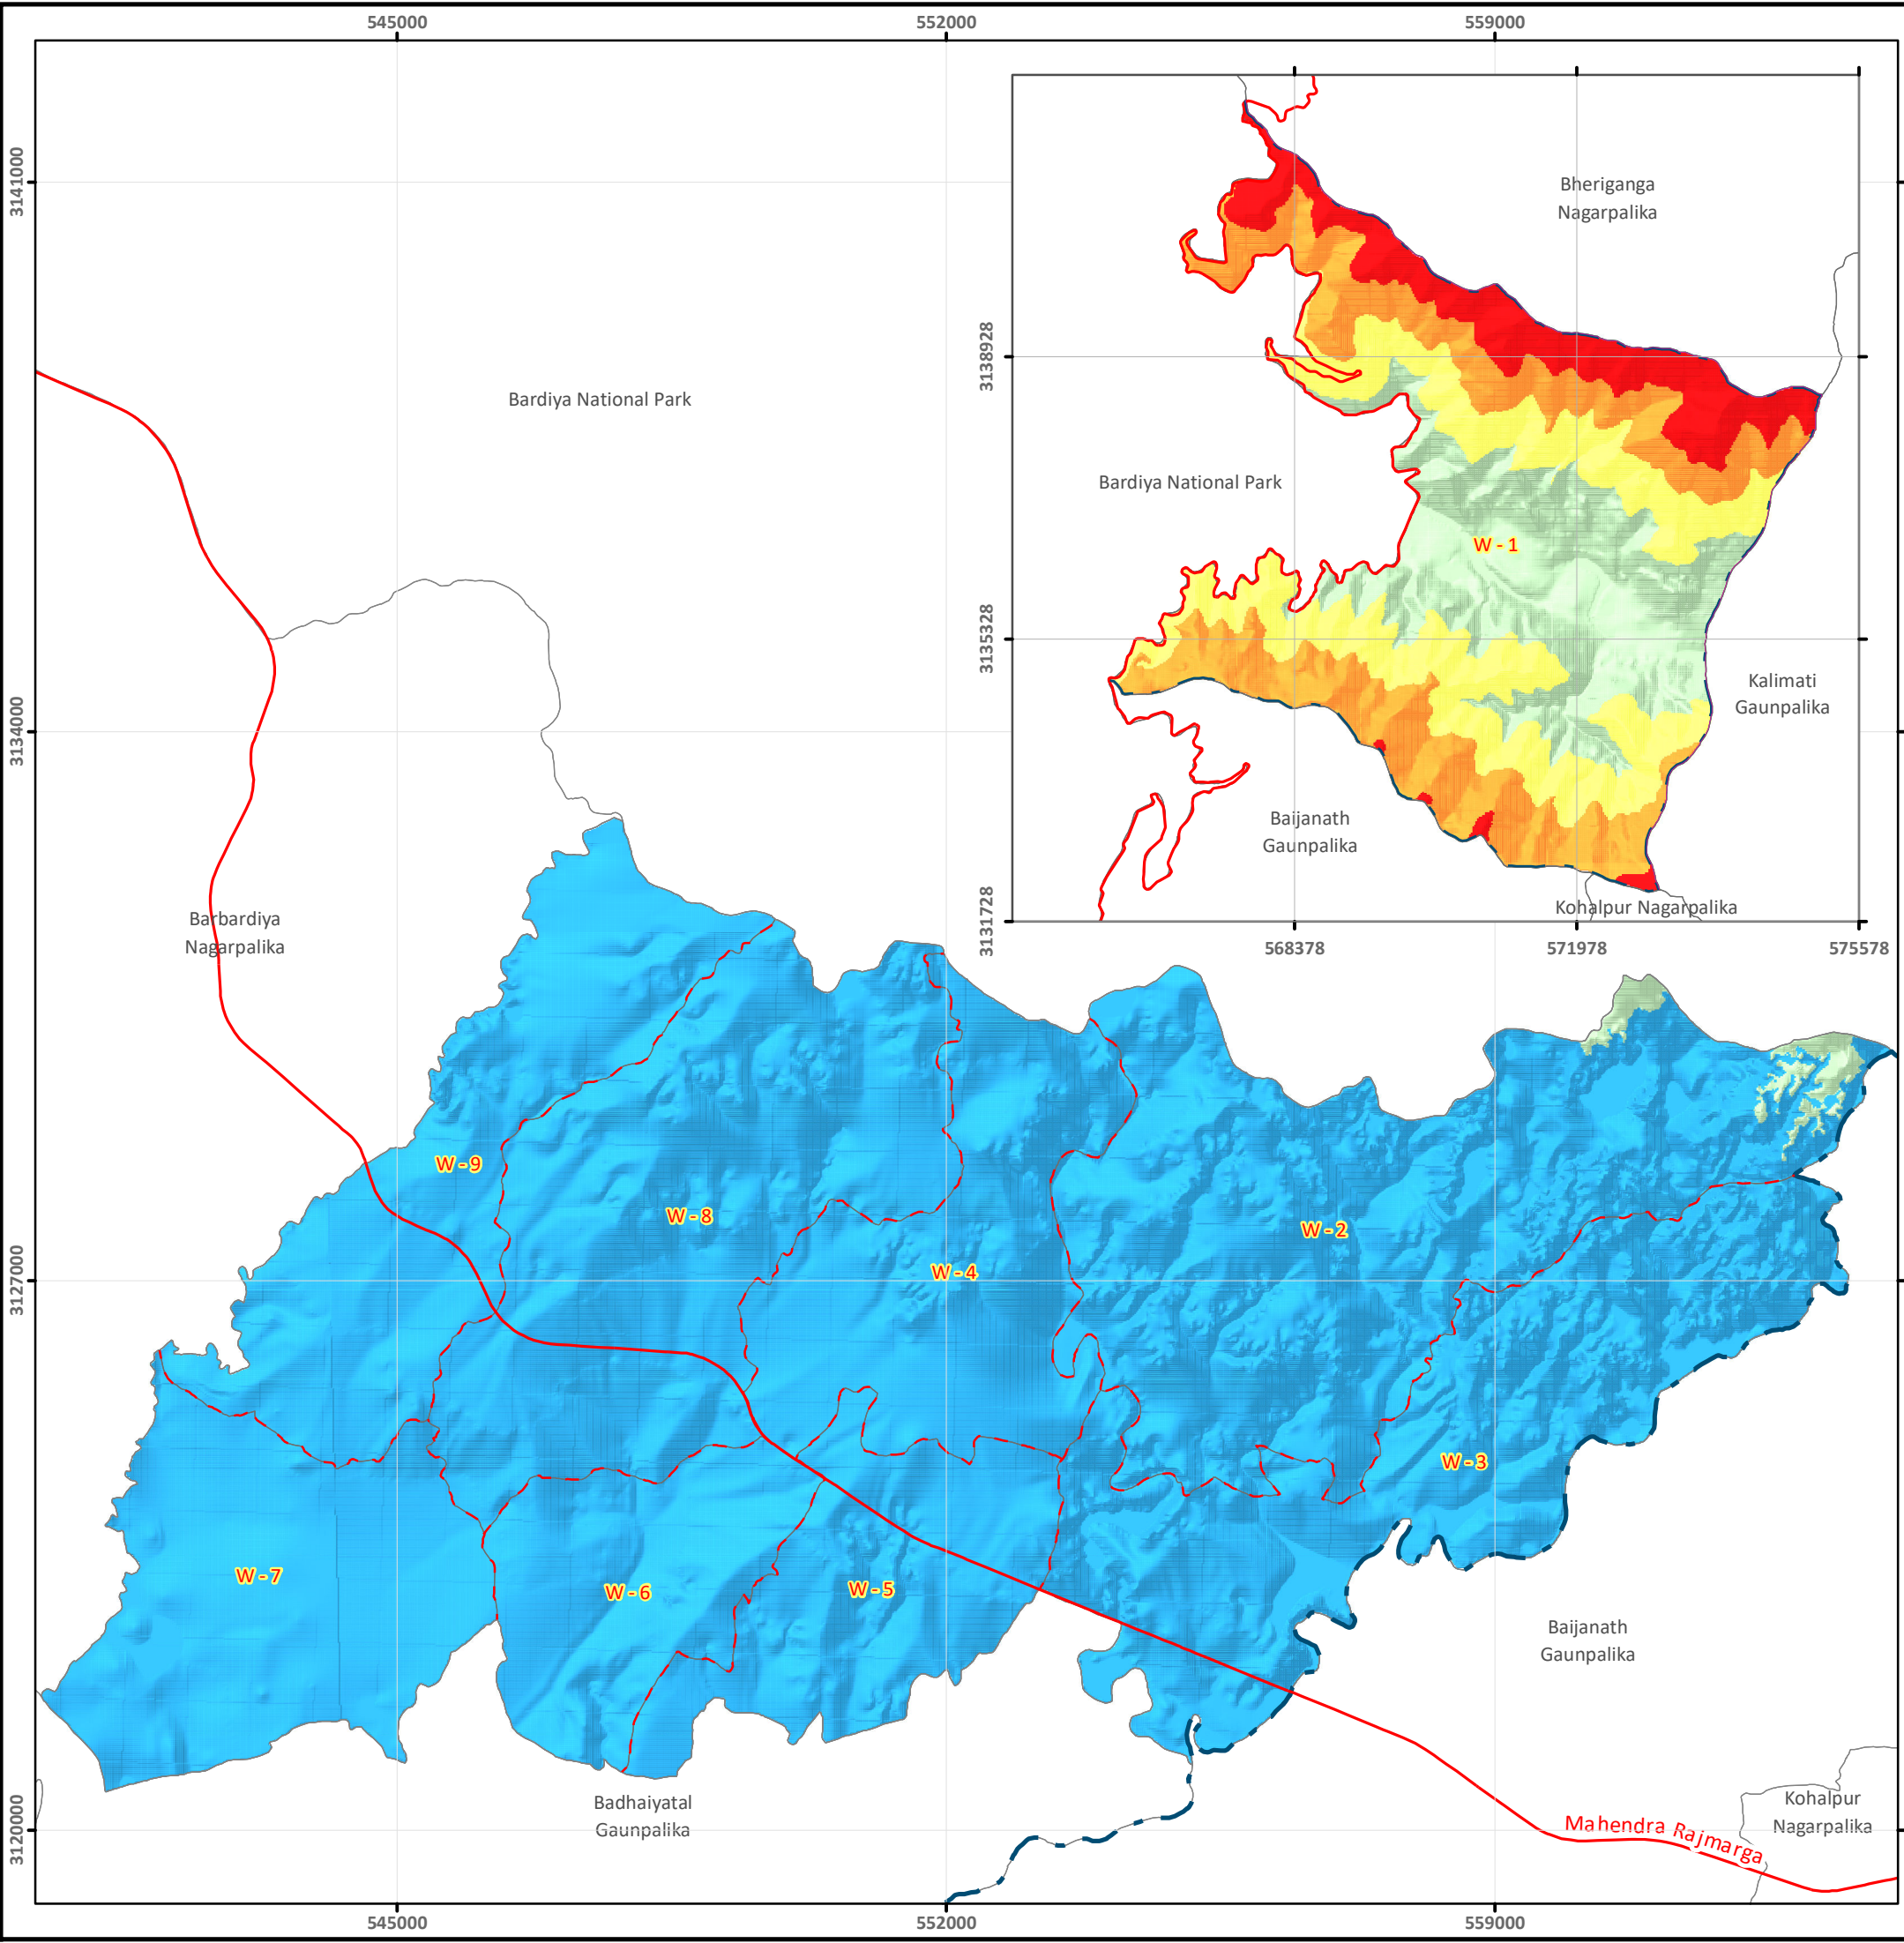 545000
552000
559000
3141000
Bheriganga
Nagarpalika
3138928
Bardiya National Park
Bardiya National Park
W - 1
3135328
Kalimati
Gaunpalika
3134000
Baijanath
Gaunpalika
3131728
Kohalpur Nagarpalika
568378
571978
575578
Barbardiya
Nagarpalika
W - 9
W - 8
W - 2
W - 4
3127000
W - 3
W - 7
W - 6
W - 5
Baijanath
Gaunpalika
Badhaiyatal
Gaunpalika
Kohalpur
Nagarpalika
Mahendra Rajmarga
3120000
545000
552000
559000